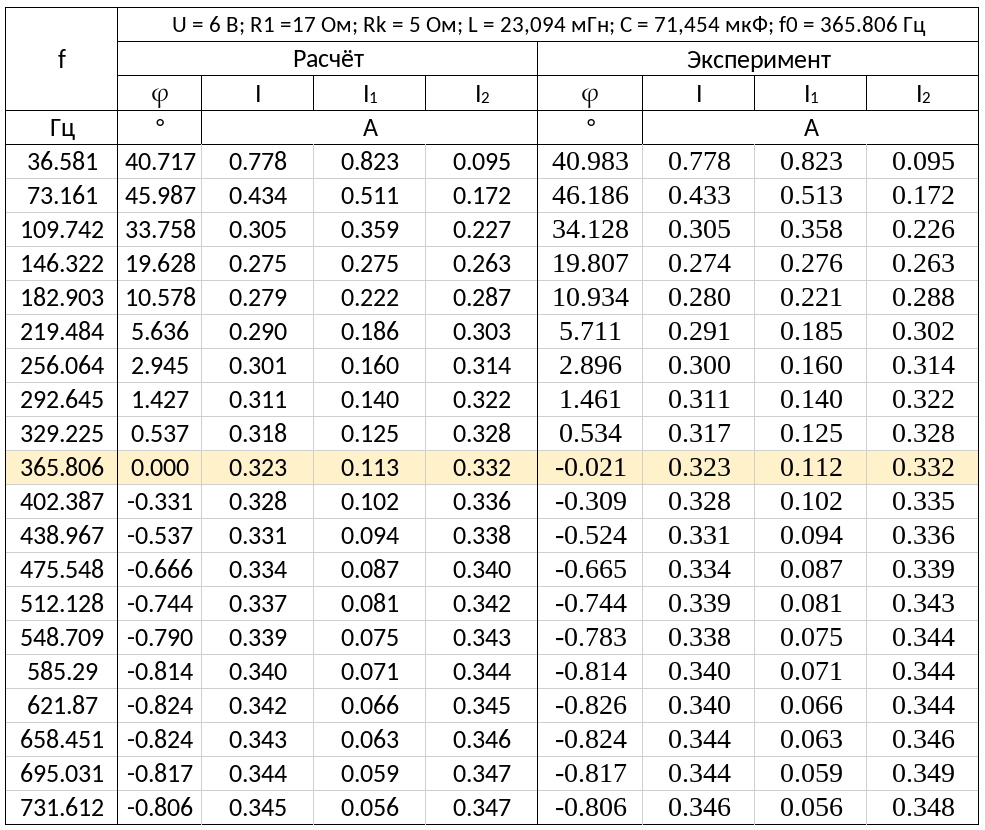 U = 6 В; R1 =17 Ом; Rk = 5 Ом; L = 23,094 мГн; C = 71,454 мкФ; f0 = 365.806 Гц
f Расчёт Эксперимент
φ I I1 I2 φ I I1 I2
Гц ° А ° А
36.581 40.717 0.778 0.823 0.095 40.983 0.778 0.823 0.095
73.161 45.987 0.434 0.511 0.172 46.186 0.433 0.513 0.172
109.742 33.758 0.305 0.359 0.227 34.128 0.305 0.358 0.226
146.322 19.628 0.275 0.275 0.263 19.807 0.274 0.276 0.263
182.903 10.578 0.279 0.222 0.287 10.934 0.280 0.221 0.288
219.484 5.636 0.290 0.186 0.303 5.711 0.291 0.185 0.302
256.064 2.945 0.301 0.160 0.314 2.896 0.300 0.160 0.314
292.645 1.427 0.311 0.140 0.322 1.461 0.311 0.140 0.322
329.225 0.537 0.318 0.125 0.328 0.534 0.317 0.125 0.328
365.806 0.000 0.323 0.113 0.332 -0.021 0.323 0.112 0.332
402.387 -0.331 0.328 0.102 0.336 -0.309 0.328 0.102 0.335
438.967 -0.537 0.331 0.094 0.338 -0.524 0.331 0.094 0.336
475.548 -0.666 0.334 0.087 0.340 -0.665 0.334 0.087 0.339
512.128 -0.744 0.337 0.081 0.342 -0.744 0.339 0.081 0.343
548.709 -0.790 0.339 0.075 0.343 -0.783 0.338 0.075 0.344
585.29 -0.814 0.340 0.071 0.344 -0.814 0.340 0.071 0.344
621.87 -0.824 0.342 0.066 0.345 -0.826 0.340 0.066 0.344
658.451 -0.824 0.343 0.063 0.346 -0.824 0.344 0.063 0.346
695.031 -0.817 0.344 0.059 0.347 -0.817 0.344 0.059 0.349
731.612 -0.806 0.345 0.056 0.347 -0.806 0.346 0.056 0.348